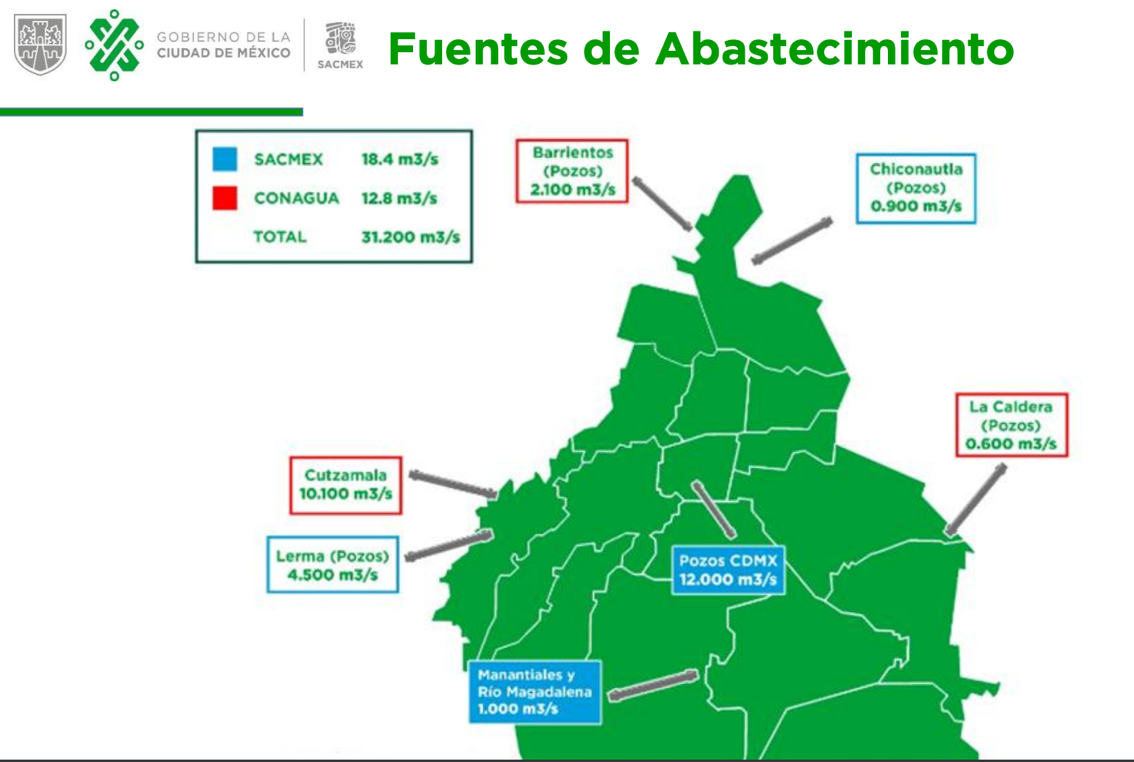 GOBIERNO DE LA
CIUDAD DE MÉXICO
SACMEX
Fuentes de Abastecimiento
SACMEX 18.4 m3/s
CONAGUA 12.8 m3/s
TOTAL 31.200 m3/s
Barrientos
(Pozos)
2.100 m3/s
Chiconautla
(Pozos)
0.900 m3/s
La Caldera
(Pozos)
0.600 m3/s
Cutzamala
10.100 m3/s
Lerma (Pozos)
4.500 m3/s
Pozos CDMX
12.000 m3/s
Manantiales y
Río Magadalena
1.000 m3/s